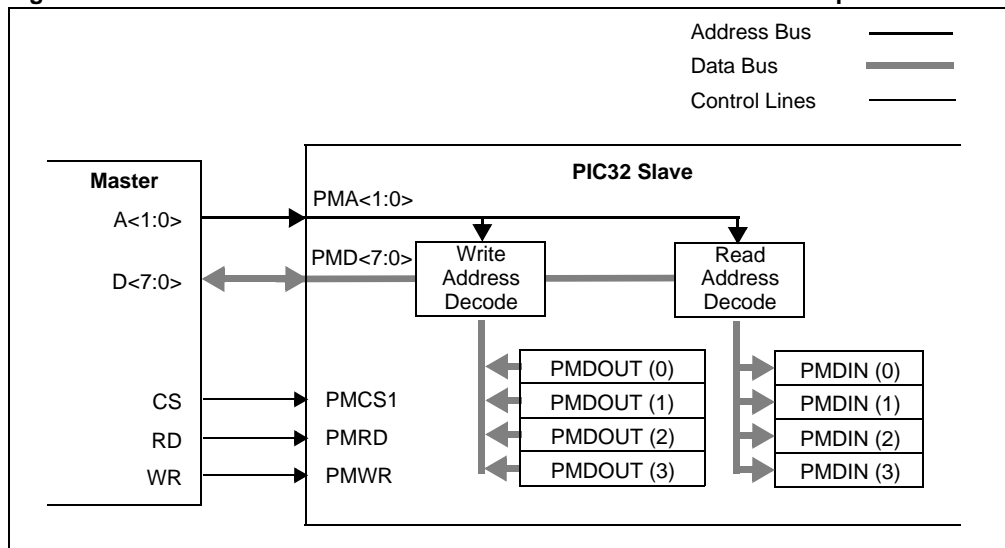 Address Bus
Data Bus
Control Lines
Master
PIC32 Slave
A<1:0>
PMA<1:0>
D<7:0>
PMD<7:0>
Write
Address
Decode
Read
Address
Decode
PMDOUT (0)
PMDOUT (1)
PMDOUT (2)
PMDOUT (3)
PMDIN (0)
PMDIN (1)
PMDIN (2)
PMDIN (3)
CS
PMCS1
RD
PMRD
WR
PMWR